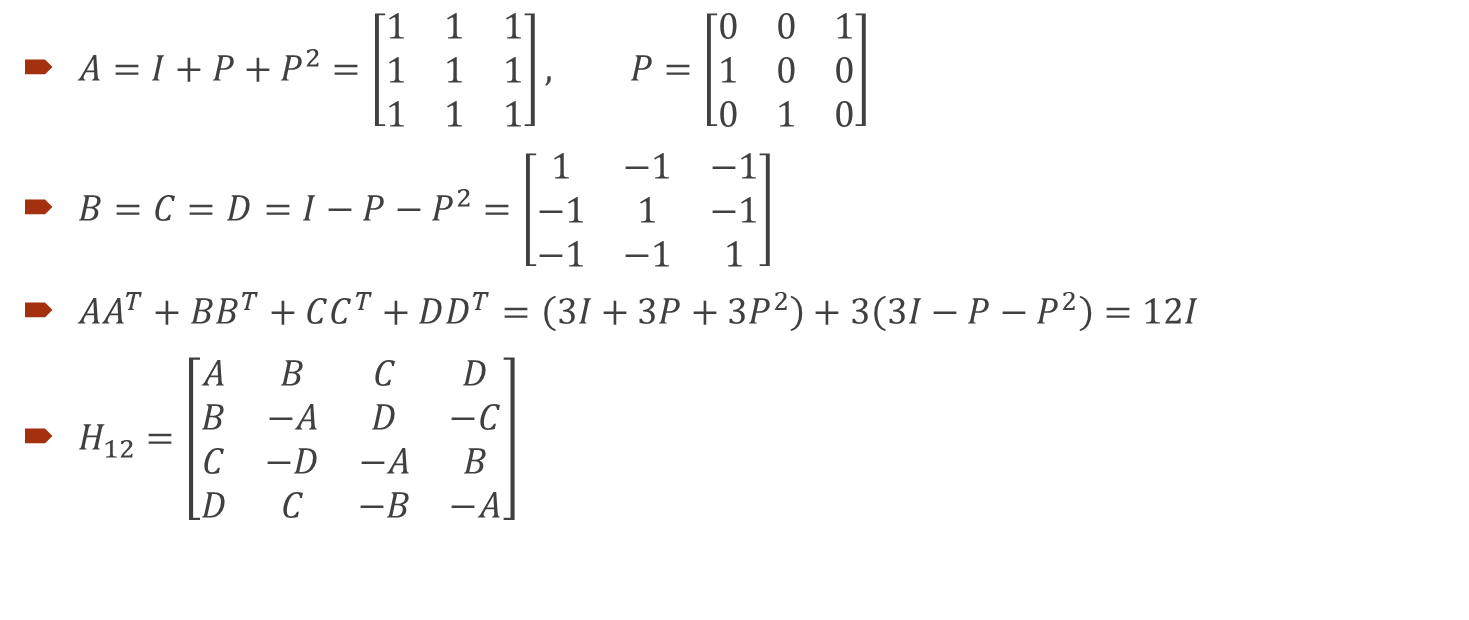 A = I + P + P² = [1 1 1; 1 1 1; 1 1 1], P = [0 0 1; 1 0 0; 0 1 0]
B = C = D = I − P − P² = [1 −1 −1; −1 1 −1; −1 −1 1]
AAᵀ + BBᵀ + CCᵀ + DDᵀ = (3I + 3P + 3P²) + 3(3I − P − P²) = 12I
H₁₂ = [A B C D; B −A D −C; C −D −A B; D C −B −A]